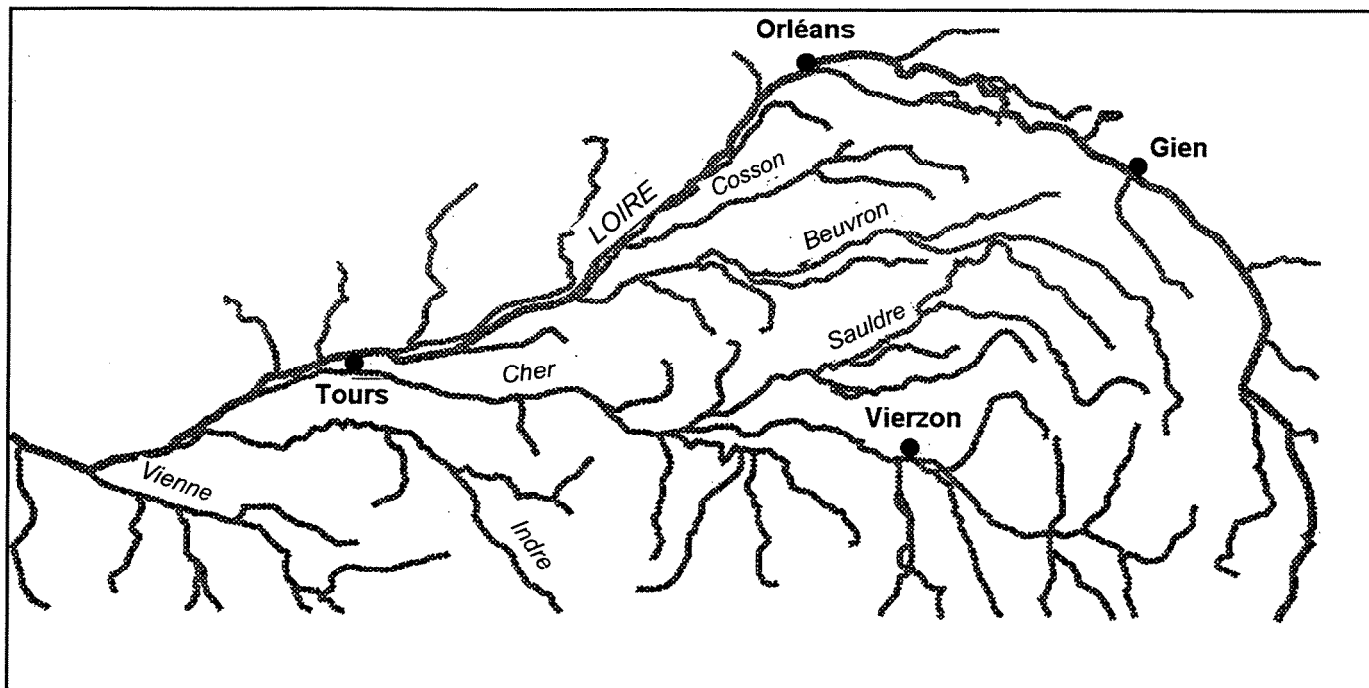 Orléans
Gien
Cosson
LOIRE
Beuvron
Sauldre
Cher
Tours
Vierzon
Vienne
Indre